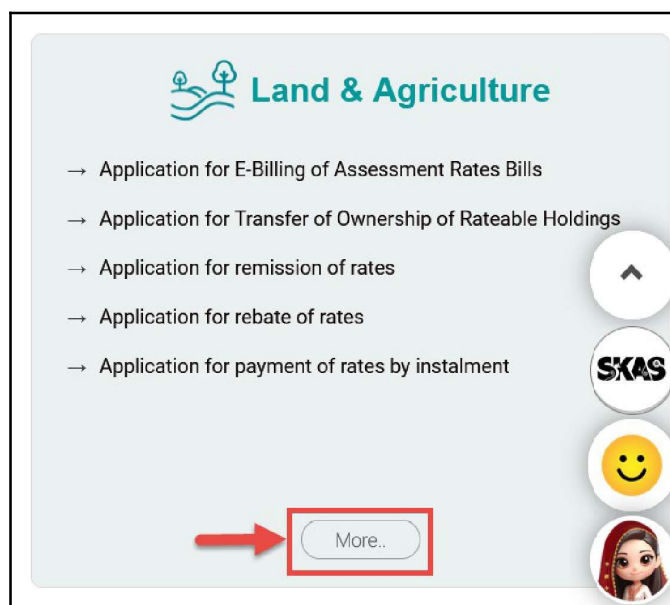 Land & Agriculture
→ Application for E-Billing of Assessment Rates Bills
→ Application for Transfer of Ownership of Rateable Holdings
→ Application for remission of rates
→ Application for rebate of rates
→ Application for payment of rates by instalment
SKAS
More..